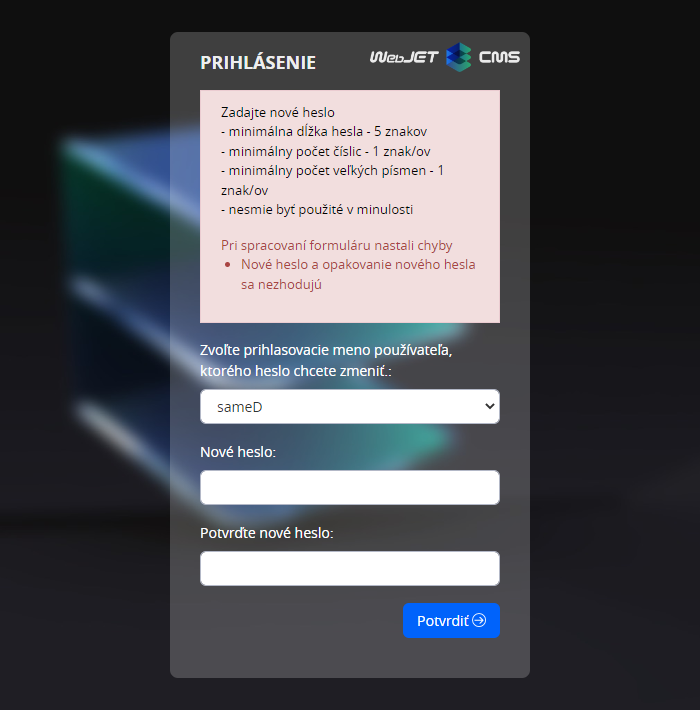 PRIHLÁSENIE
WebJET CMS
Zadajte nové heslo
- minimálna dĺžka hesla - 5 znakov
- minimálny počet číslic - 1 znak/ov
- minimálny počet veľkých písmen - 1
znak/ov
- nesmie byť použité v minulosti
Pri spracovaní formuláru nastali chyby
• Nové heslo a opakovanie nového hesla
sa nezhodujú
Zvoľte prihlasovacie meno používateľa,
ktorého heslo chcete zmeniť.:
sameD
Nové heslo:
Potvrďte nové heslo:
Potvrdiť